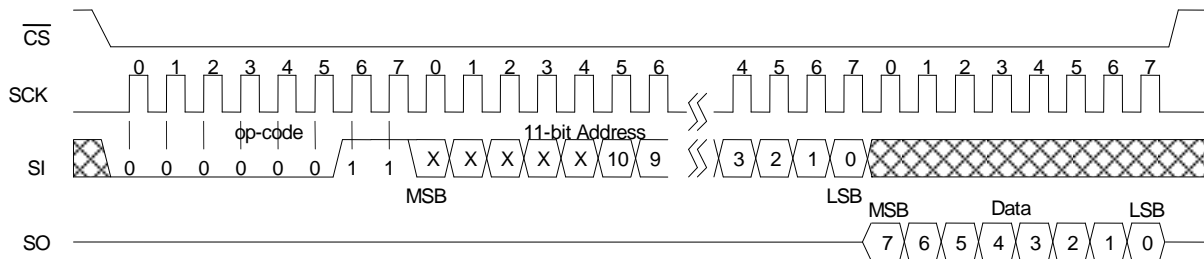 CS
0 1 2 3 4 5 6 7 0 1 2 3 4 5 6 4 5 6 7 0 1 2 3 4 5 6 7
SCK
op-code 11-bit Address
SI 0 0 0 0 0 0 1 1 X X X X X 10 9 3 2 1 0
MSB LSB
MSB Data LSB
SO 7 6 5 4 3 2 1 0